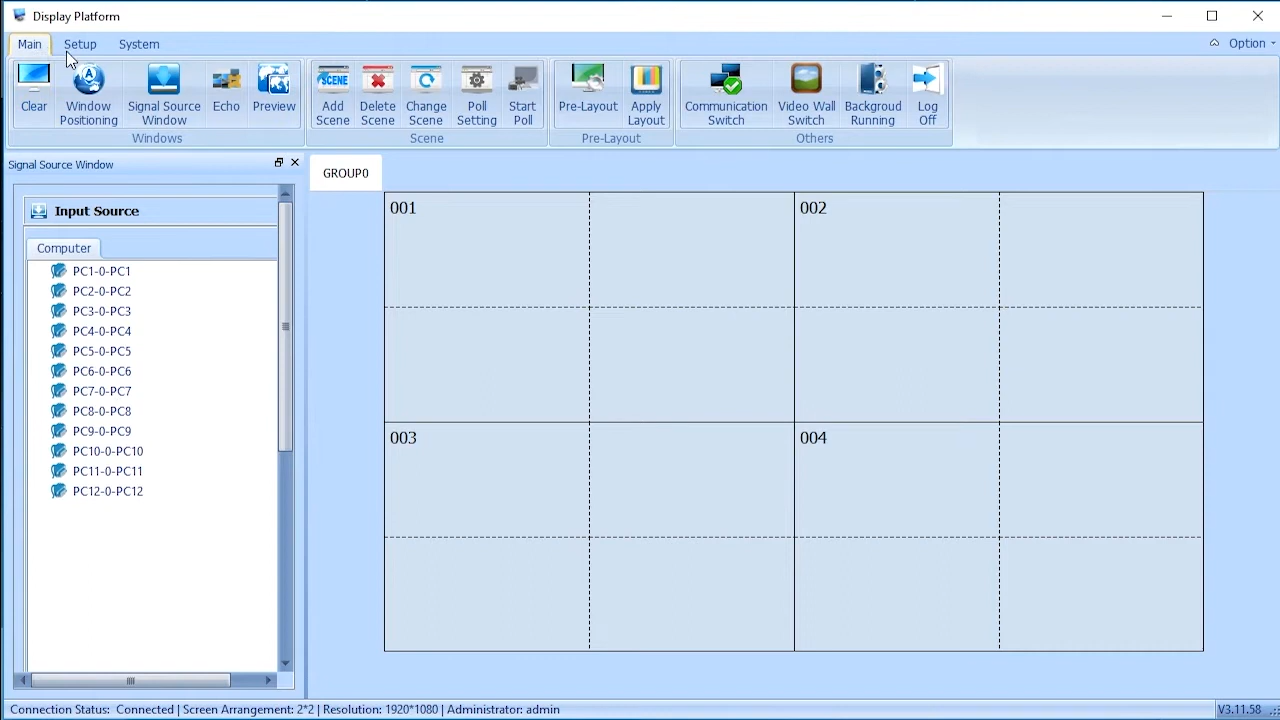 Display Platform
Main Setup System Option
Clear
Window Positioning
Signal Source Window
Echo
Preview
SCENE
Add Scene
Delete Scene
Change Scene
Poll Setting
Start Poll
Pre-Layout
Apply Layout
Communication Switch
Video Wall Switch
Backgroud Running
Log Off
Windows
Scene
Pre-Layout
Others
Signal Source Window
GROUP0
Input Source
Computer
PC1-0-PC1
PC2-0-PC2
PC3-0-PC3
PC4-0-PC4
PC5-0-PC5
PC6-0-PC6
PC7-0-PC7
PC8-0-PC8
PC9-0-PC9
PC10-0-PC10
PC11-0-PC11
PC12-0-PC12
001
002
003
004
Connection Status: Connected | Screen Arrangement: 2*2 | Resolution: 1920*1080 | Administrator: admin
V3.11.58